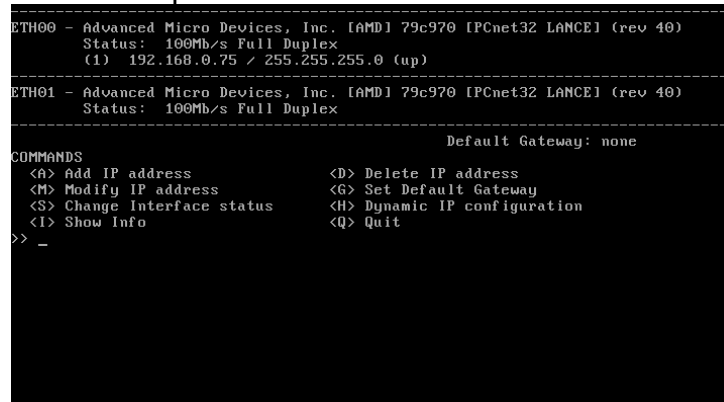 ETH00 - Advanced Micro Devices, Inc. [AMD] 79c970 [PCnet32 LANCE] (rev 40)
Status: 100Mb/s Full Duplex
(1) 192.168.0.75 / 255.255.255.0 (up)
ETH01 - Advanced Micro Devices, Inc. [AMD] 79c970 [PCnet32 LANCE] (rev 40)
Status: 100Mb/s Full Duplex
Default Gateway: none
COMMANDS
<A> Add IP address <D> Delete IP address
<M> Modify IP address <G> Set Default Gateway
<S> Change Interface status <H> Dynamic IP configuration
<I> Show Info <Q> Quit
>> _